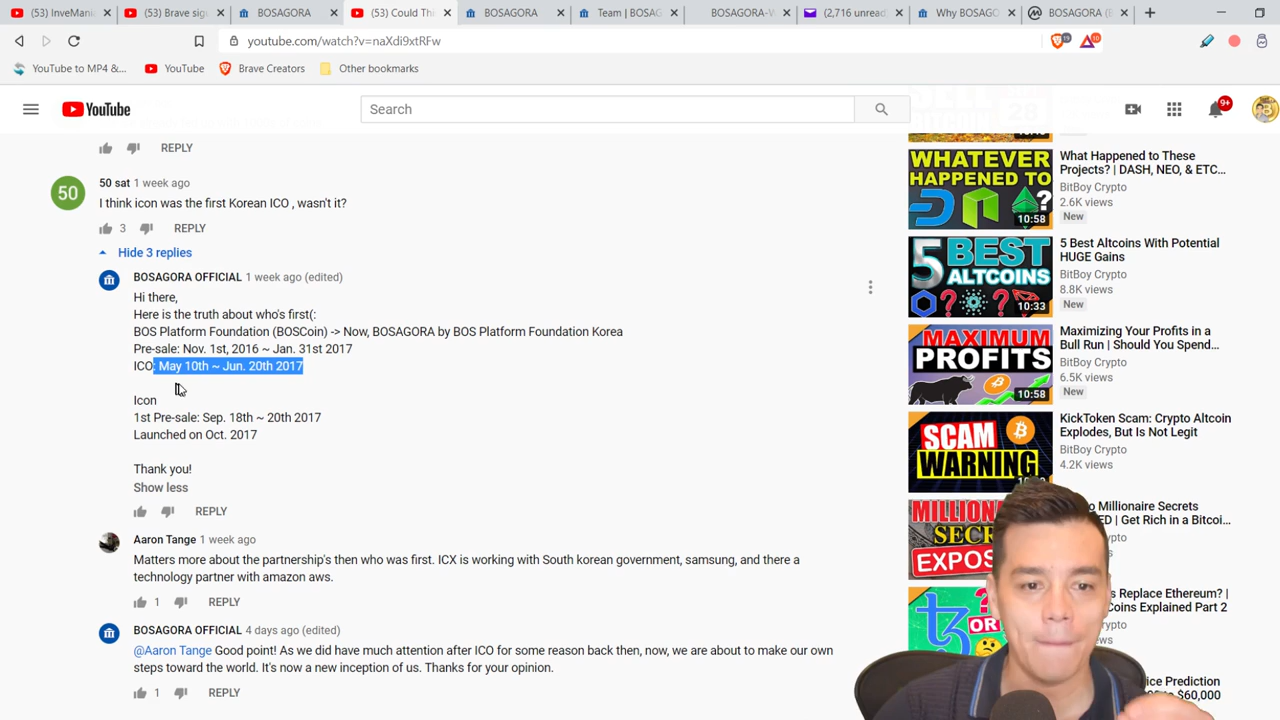 (53) InveMani
(53) Brave sig
BOSAGORA
(53) Could Thi
BOSAGORA
Team | BOSAG
BOSAGORA-W
(2,716 unread)
Why BOSAGO
BOSAGORA (B
youtube.com/watch?v=naXdi9xtRFw
19
10
YouTube to MP4 &...
YouTube
Brave Creators
Other bookmarks
YouTube
Search
9+
REPLY
50
50 sat 1 week ago
I think icon was the first Korean ICO , wasn't it?
3 REPLY
Hide 3 replies
BOSAGORA OFFICIAL 1 week ago (edited)
Hi there,
Here is the truth about who's first(:
BOS Platform Foundation (BOSCoin) -> Now, BOSAGORA by BOS Platform Foundation Korea
Pre-sale: Nov. 1st, 2016 ~ Jan. 31st 2017
ICO: May 10th ~ Jun. 20th 2017
Icon
1st Pre-sale: Sep. 18th ~ 20th 2017
Launched on Oct. 2017
Thank you!
Show less
REPLY
Aaron Tange 1 week ago
Matters more about the partnership's then who was first. ICX is working with South korean government, samsung, and there a
technology partner with amazon aws.
1 REPLY
BOSAGORA OFFICIAL 4 days ago (edited)
@Aaron Tange Good point! As we did have much attention after ICO for some reason back then, now, we are about to make our own
steps toward the world. It's now a new inception of us. Thanks for your opinion.
1 REPLY
28
WHATEVER
HAPPENED TO
?
10:58
What Happened to These
Projects? | DASH, NEO, & ETC...
BitBoy Crypto
2.6K views
New
5 BEST
ALTCOINS
10:33
5 Best Altcoins With Potential
HUGE Gains
BitBoy Crypto
8.8K views
New
MAXIMUM
PROFITS
10:58
Maximizing Your Profits in a
Bull Run | Should You Spend...
BitBoy Crypto
6.5K views
New
SCAM
WARNING
KickToken Scam: Crypto Altcoin
Explodes, But Is Not Legit
BitBoy Crypto
4.2K views
Millionaire Secrets
| Get Rich in a Bitcoi...
Replace Ethereum? |
Coins Explained Part 2
OR
Price Prediction
to $60,000